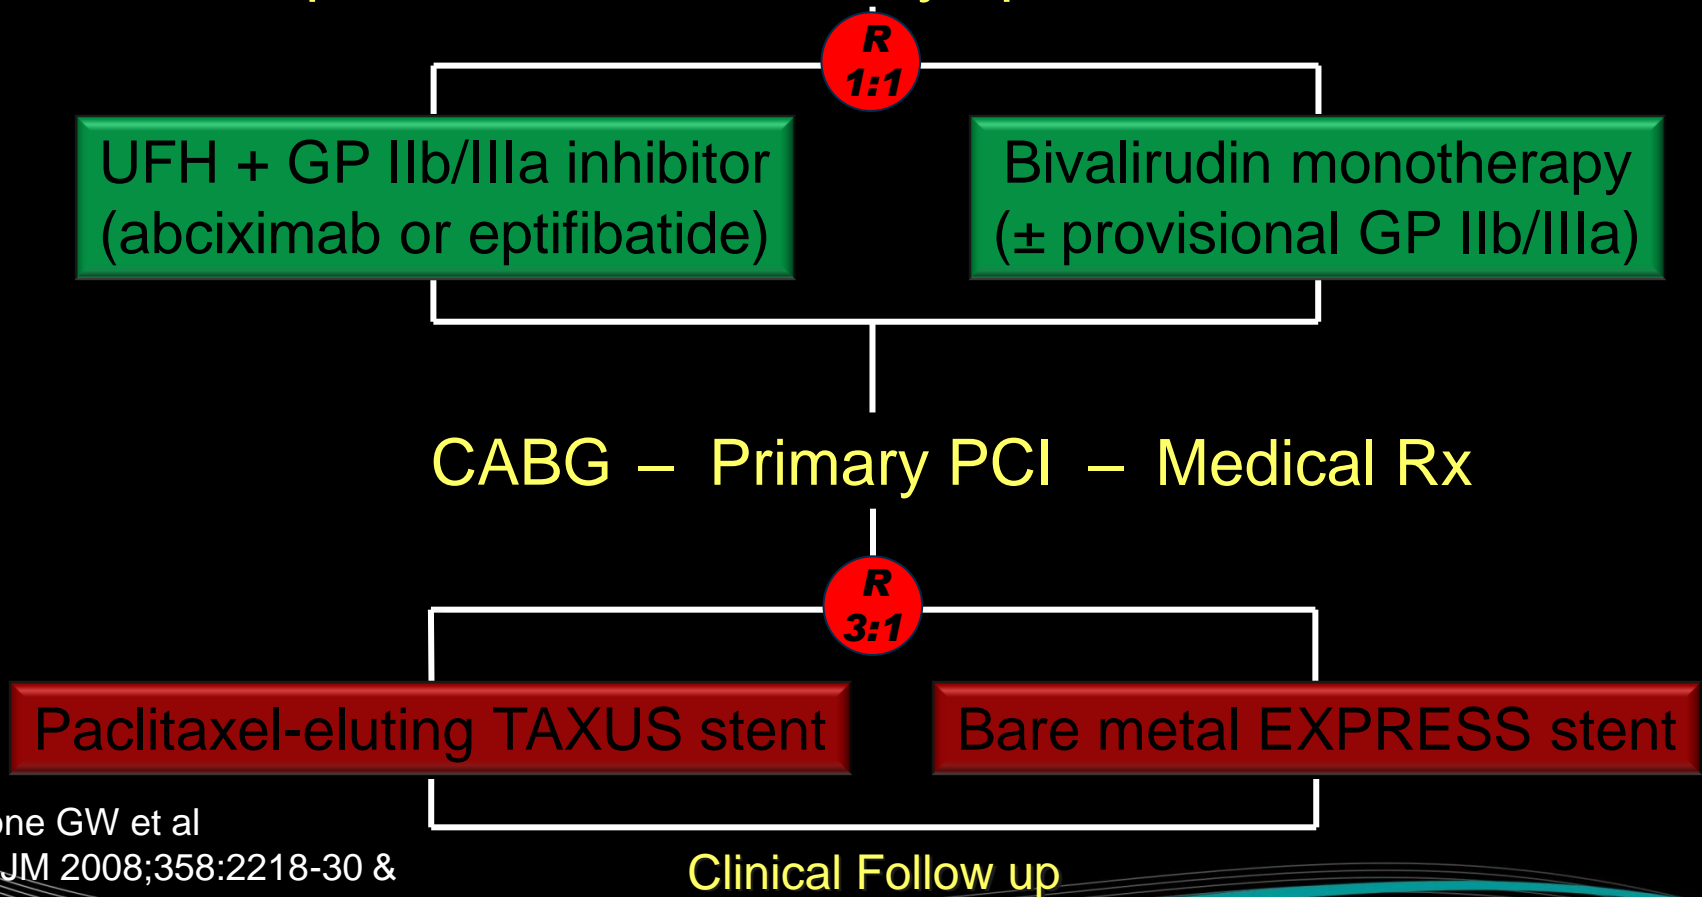 R
1:1
UFH + GP IIb/IIIa inhibitor
(abciximab or eptifibatide)
Bivalirudin monotherapy
(± provisional GP IIb/IIIa)
CABG – Primary PCI – Medical Rx
R
3:1
Paclitaxel-eluting TAXUS stent
Bare metal EXPRESS stent
one GW et al
JM 2008;358:2218-30 &
Clinical Follow up